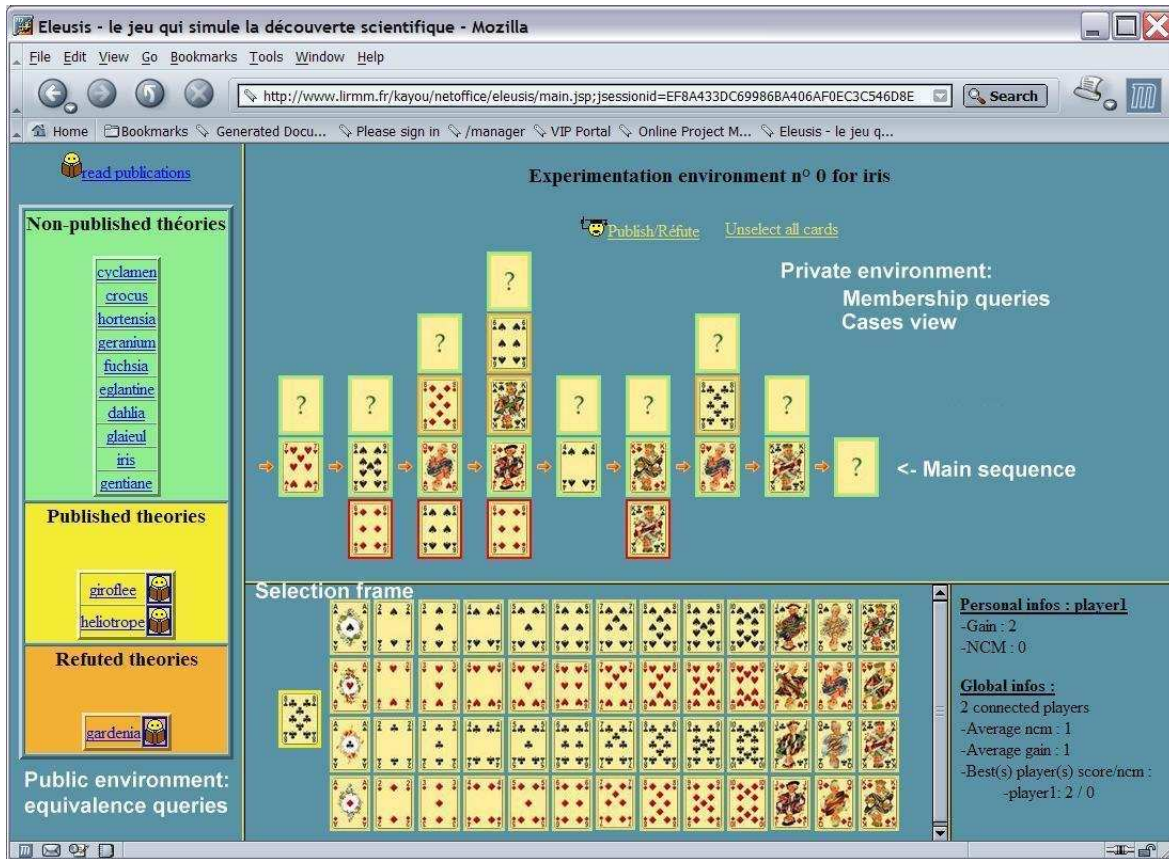 Eleusis - le jeu qui simule la découverte scientifique - Mozilla
File Edit View Go Bookmarks Tools Window Help
http://www.lirmm.fr/kayou/netoffice/eleusis/main.jsp;jsessionid=EF8A433DC69986BA406AF0EC3C546D8E
Search
Home Bookmarks Generated Docu... Please sign in /manager VIP Portal Online Project M... Eleusis - le jeu q...
read publications
Non-published théories
cyclamen
crocus
hortensia
geranium
fuchsia
eglantine
dahlia
glaieul
iris
gentiane
Published theories
giroflee
heliotrope
Refuted theories
gardenia
Public environment:
equivalence queries
Experimentation environment n° 0 for iris
Publish/Réfute Unselect all cards
Private environment:
Membership queries
Cases view
?
? ?
? ? ? ? ?
? <- Main sequence
Selection frame
Personal infos : player1
-Gain : 2
-NCM : 0
Global infos :
2 connected players
-Average ncm : 1
-Average gain : 1
-Best(s) player(s) score/ncm :
-player1: 2 / 0